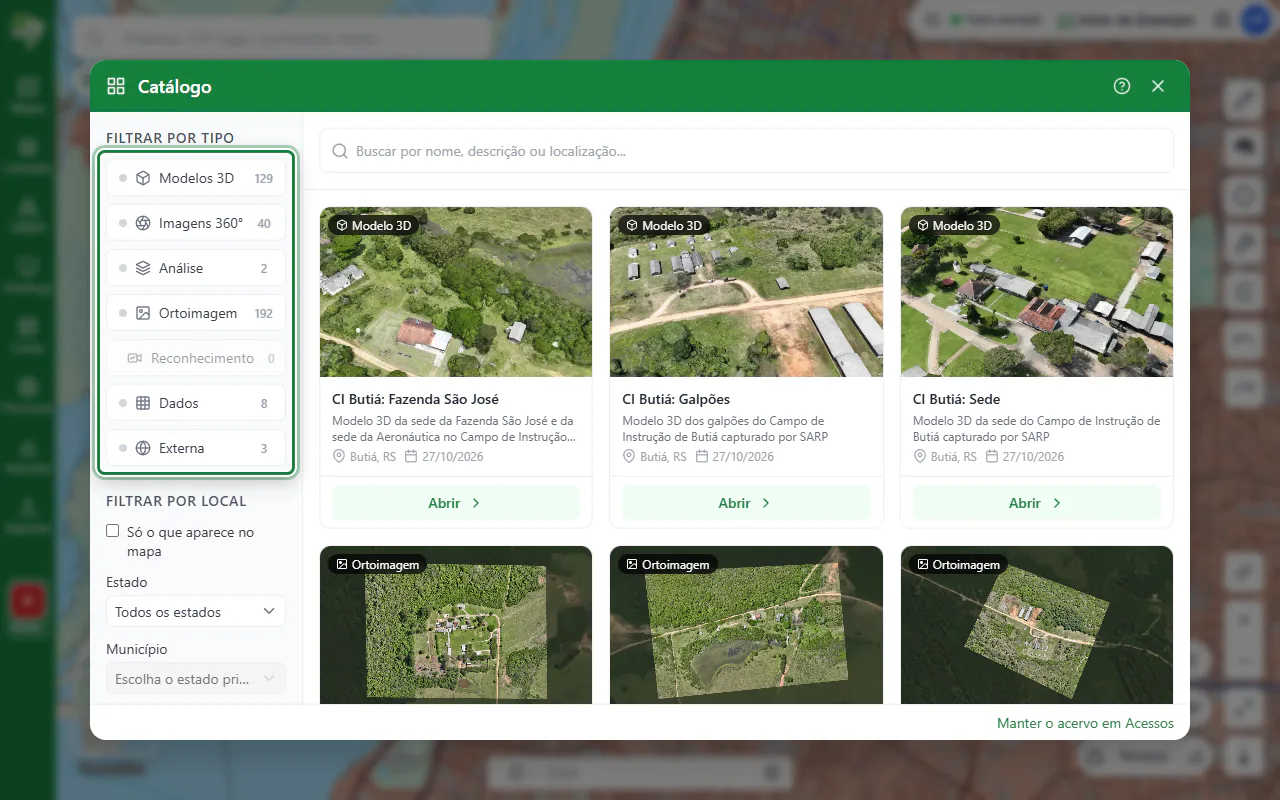 Catálogo
FILTRAR POR TIPO
Modelos 3D 129
Imagens 360° 40
Análise 2
Ortoimagem 192
Reconhecimento 0
Dados 8
Externa 3
FILTRAR POR LOCAL
Só o que aparece no
mapa
Estado
Todos os estados
Município
Escolha o estado pri...
Buscar por nome, descrição ou localização...
Modelo 3D
CI Butiá: Fazenda São José
Modelo 3D da sede da Fazenda São José e da
sede da Aeronáutica no Campo de Instrução...
Butiá, RS 27/10/2026
Abrir
Modelo 3D
CI Butiá: Galpões
Modelo 3D dos galpões do Campo de
Instrução de Butiá capturado por SARP
Butiá, RS 27/10/2026
Abrir
Modelo 3D
CI Butiá: Sede
Modelo 3D da sede do Campo de Instrução de
Butiá capturado por SARP
Butiá, RS 27/10/2026
Abrir
Ortoimagem
Ortoimagem
Ortoimagem
Manter o acervo em Acessos